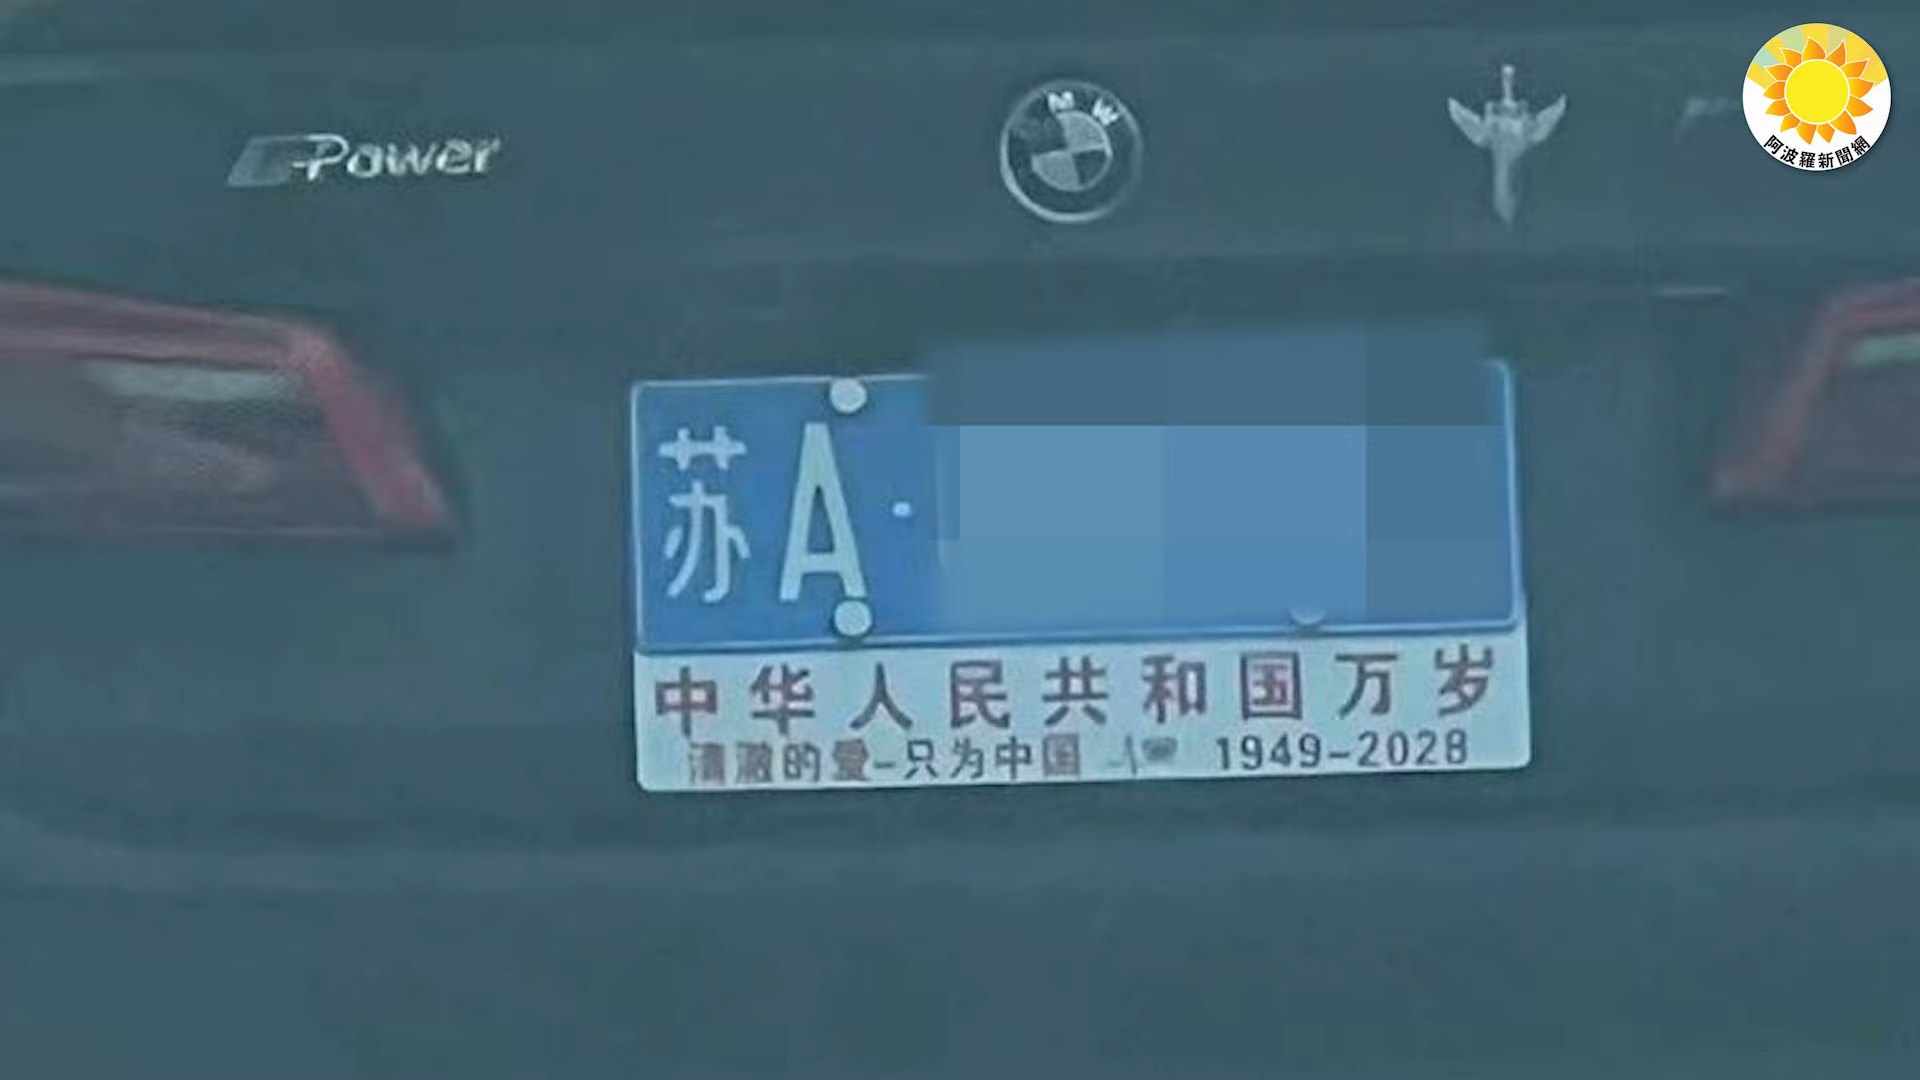 Power
M W
阿波羅新聞網
苏A·
中华人民共和国万岁
清澈的爱-只为中国 1949-2028